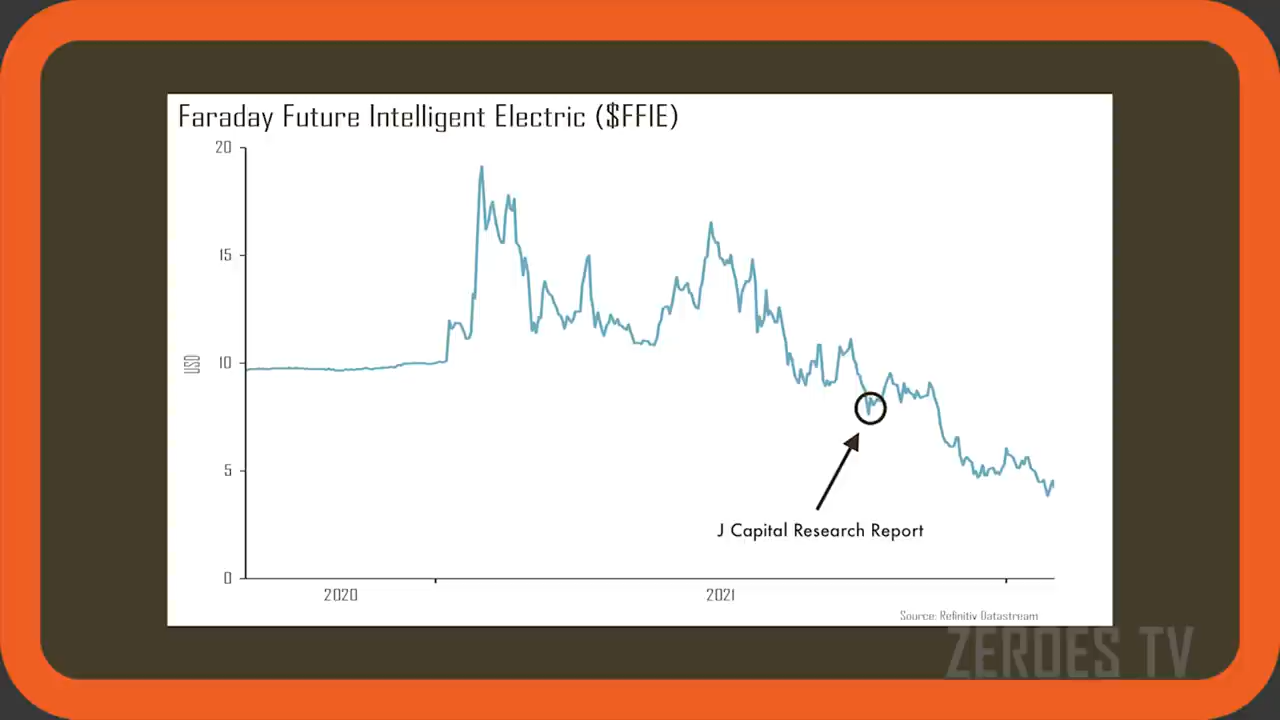 Faraday Future Intelligent Electric ($FFIE)
20
15
10
5
0
USD
J Capital Research Report
2020
2021
Source: Refinitiv Datastream
ZEROES TV